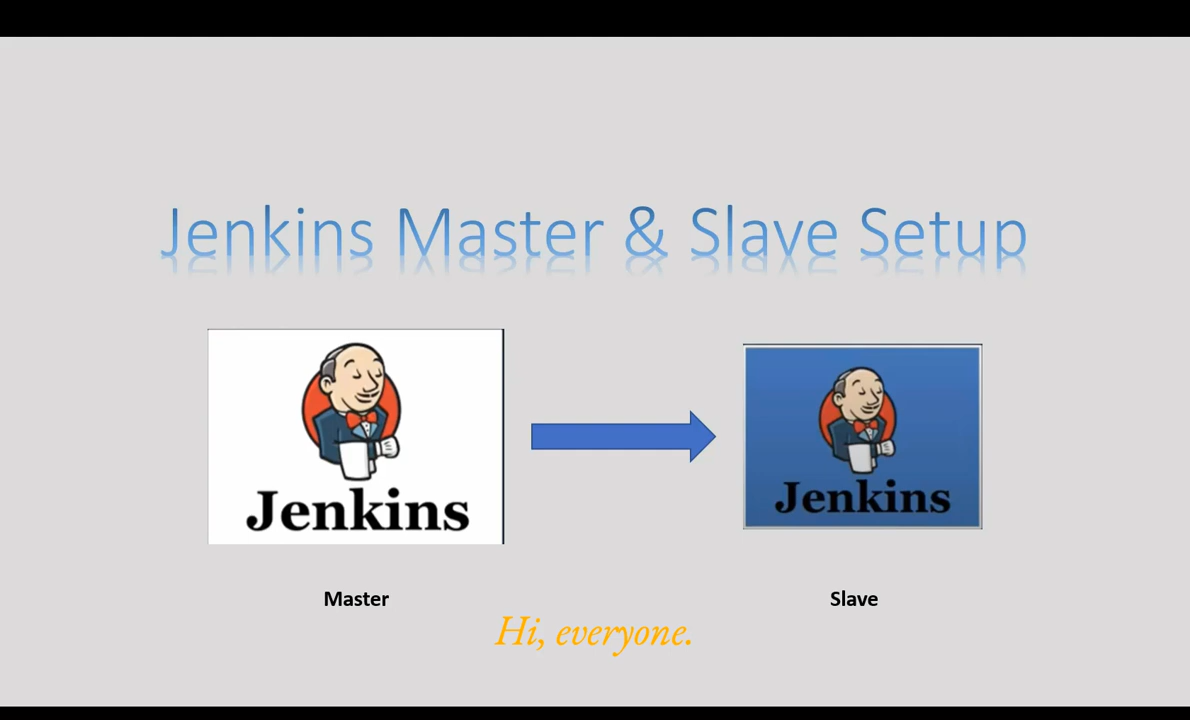 Jenkins Master & Slave Setup
Jenkins
Jenkins
Master
Slave
Hi, everyone.